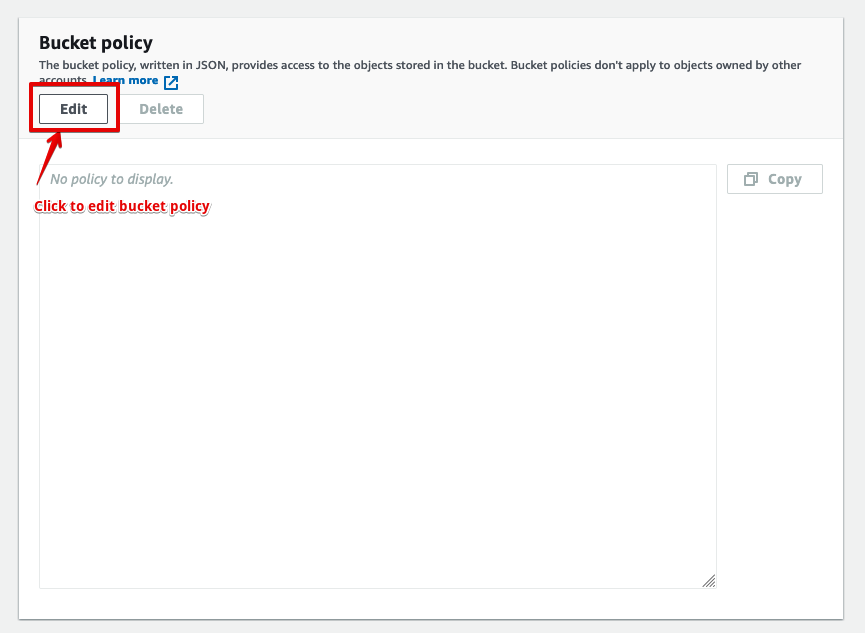 Bucket policy
The bucket policy, written in JSON, provides access to the objects stored in the bucket. Bucket policies don't apply to objects owned by other
accounts. Learn more
Edit
Delete
No policy to display.
Copy
Click to edit bucket policy